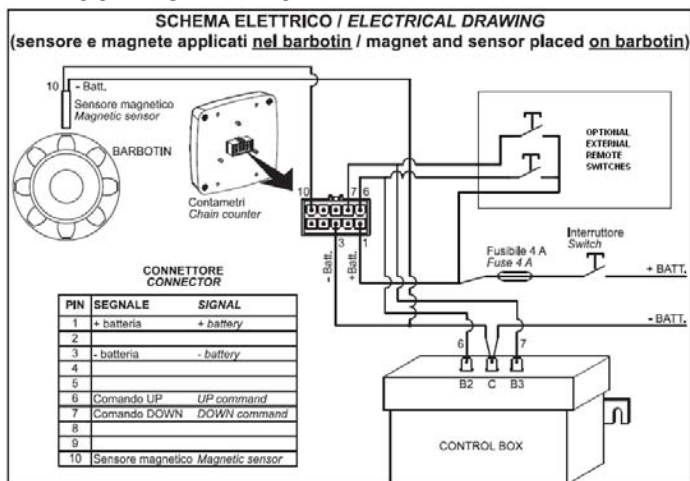 SCHEMA ELETTRICO / ELECTRICAL DRAWING
(sensore e magnete applicati nel barbotin / magnet and sensor placed on barbotin)
10
- Batt.
Sensore magnetico
Magnetic sensor
BARBOTIN
Contametri
Chain counter
OPTIONAL
EXTERNAL
REMOTE
SWITCHES
10
7
6
3
1
- Batt.
+Batt.
Fusibile 4 A
Fuse 4 A
Interruttore
Switch
+ BATT.
- BATT.
CONNETTORE
CONNECTOR
PIN SEGNALE SIGNAL
1 + batteria + battery
2
3 - batteria - battery
4
5
6 Comando UP UP command
7 Comando DOWN DOWN command
8
9
10 Sensore magnetico Magnetic sensor
6
7
B2 C B3
CONTROL BOX